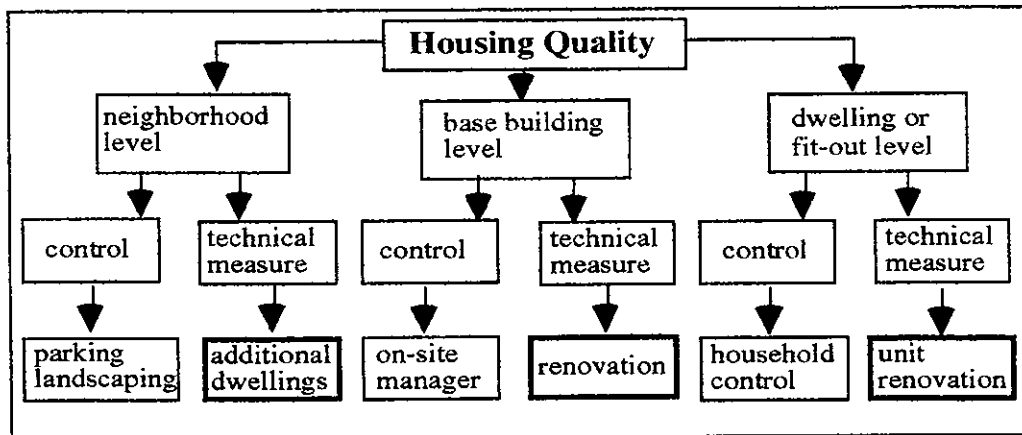 Housing Quality
neighborhood
level
base building
level
dwelling or
fit-out level
control
technical
measure
control
technical
measure
control
technical
measure
parking
landscaping
additional
dwellings
on-site
manager
renovation
household
control
unit
renovation